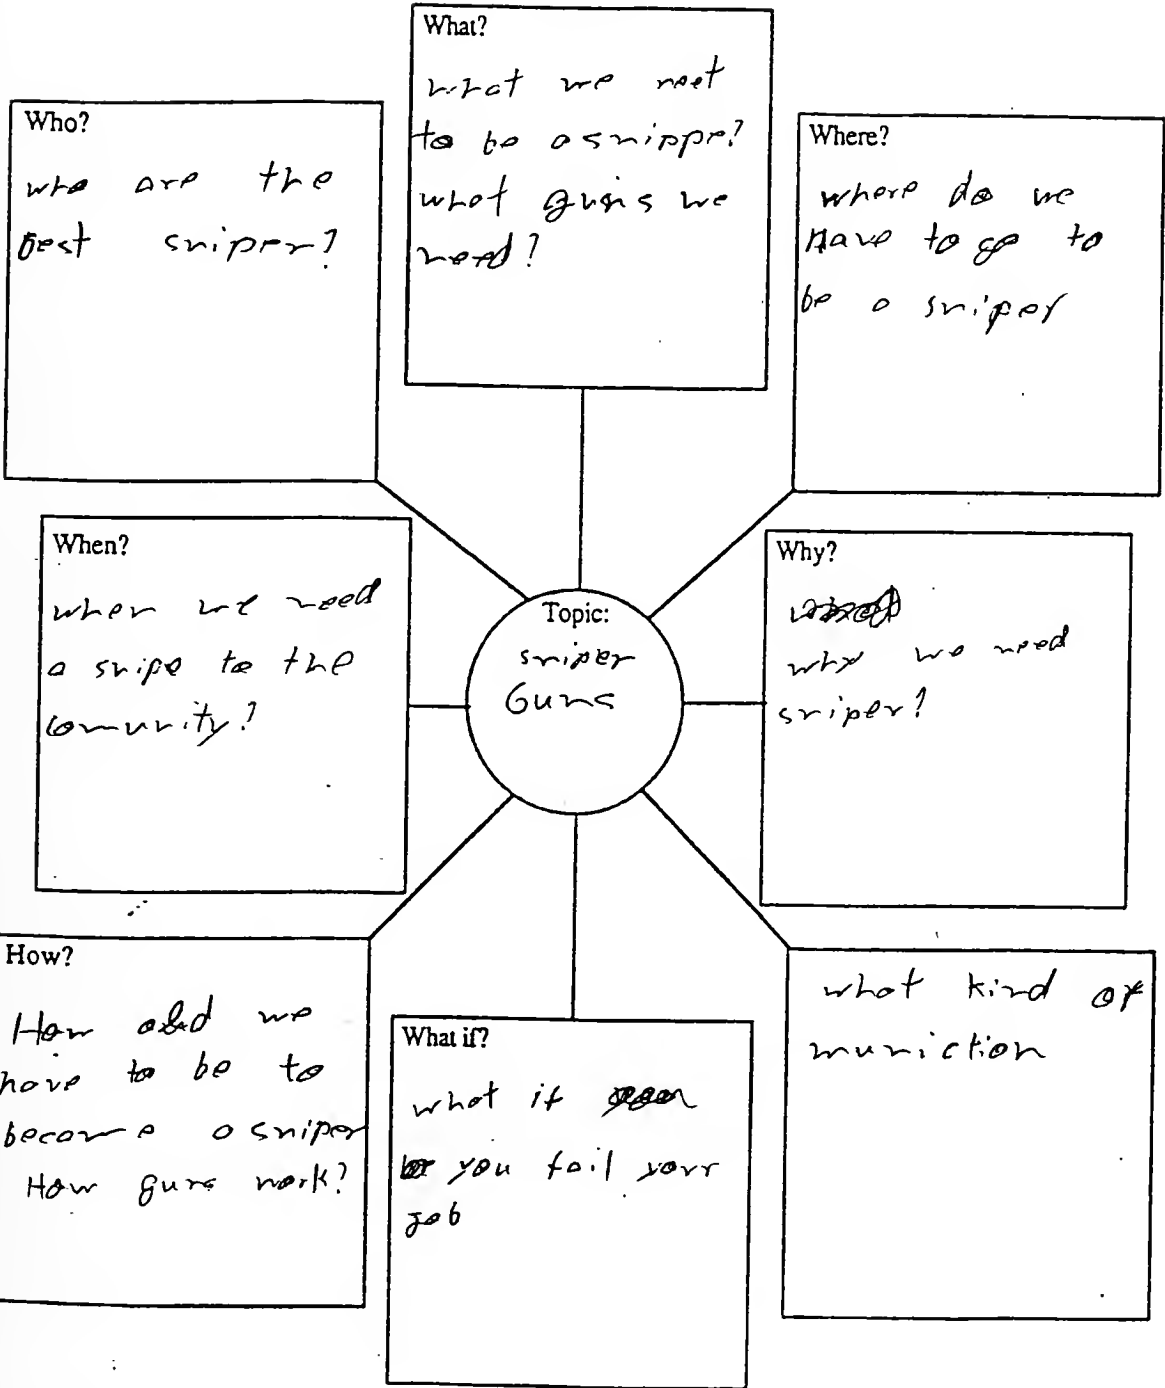 What?
what we neet
to be a snippe?
what guns we
need?
Who?
who are the
best sniper?
Where?
where do we
Have to go to
be a sniper
When?
when we need
a snipe to the
comunity?
Topic:
sniper
Guns
Why?
why we need
sniper?
How?
How old we
have to be to
become a sniper
How guns work?
What if?
what if
you fail your
job
what kind of
muniction